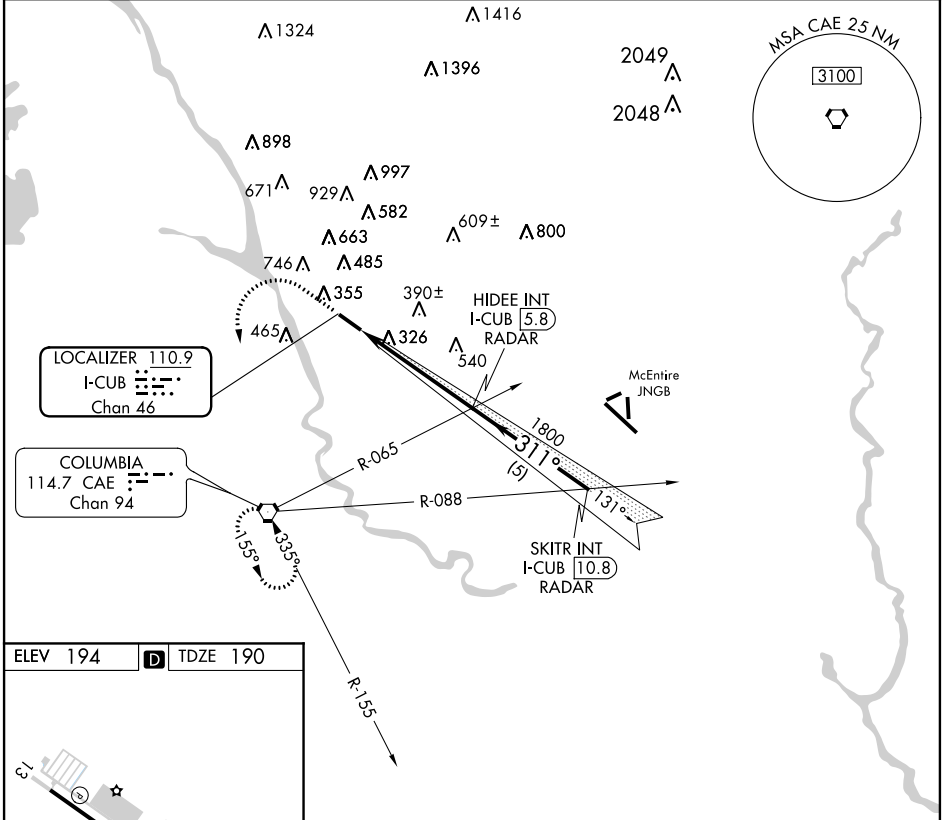 1416
1324
MSA CAE 25 NM
3100
2049
1396
2048
898
997
671
929
582
609±
800
663
746
485
355
390±
HIDEE INT
I-CUB 5.8
RADAR
465
326
540
LOCALIZER 110.9
I-CUB
Chan 46
McEntire
JNGB
1800
R-065
311°
(5)
COLUMBIA
114.7 CAE
Chan 94
R-088
131°
155°
335°
SKITR INT
I-CUB 10.8
RADAR
R-155
ELEV 194 D TDZE 190
13
P